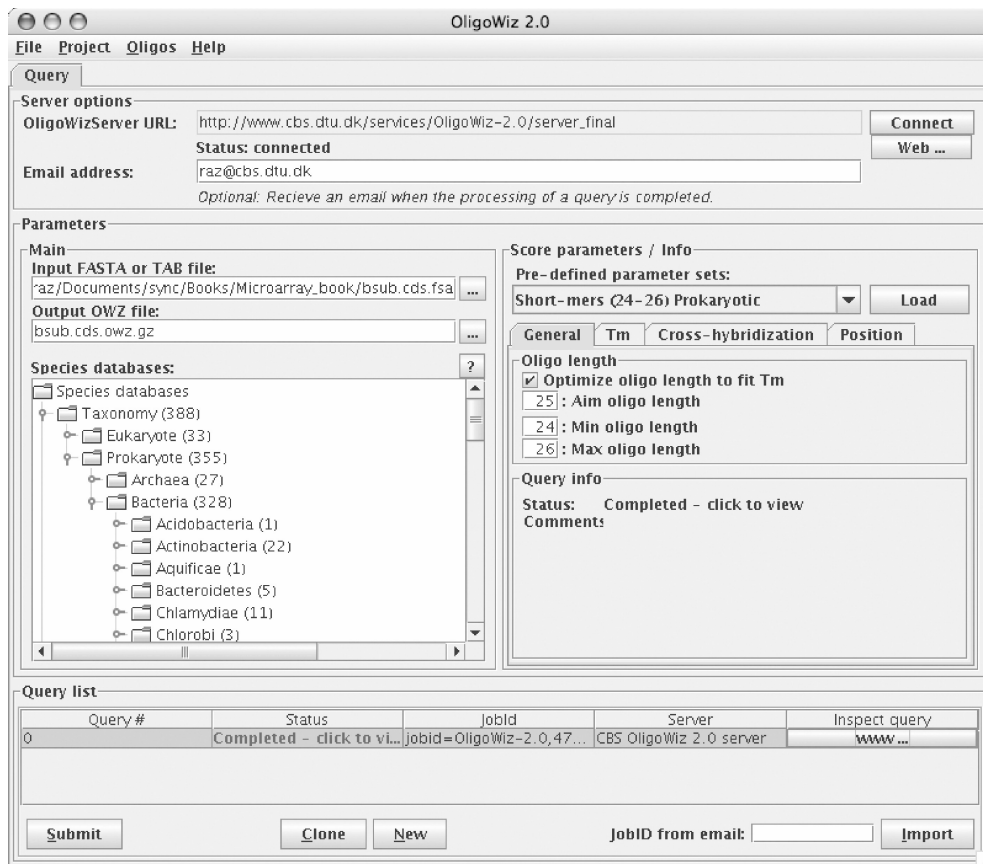 OligoWiz 2.0
File Project Oligos Help
Query
Server options
OligoWizServer URL: http://www.cbs.dtu.dk/services/OligoWiz-2.0/server_final Connect
Status: connected Web ...
Email address: raz@cbs.dtu.dk
Optional: Recieve an email when the processing of a query is completed.
Parameters
Main
Input FASTA or TAB file:
raz/Documents/sync/Books/Microarray_book/bsub.cds.fsa ...
Output OWZ file:
bsub.cds.owz.gz ...
Species databases: ?
Species databases
Taxonomy (388)
Eukaryote (33)
Prokaryote (355)
Archaea (27)
Bacteria (328)
Acidobacteria (1)
Actinobacteria (22)
Aquificae (1)
Bacteroidetes (5)
Chlamydiae (11)
Chlorobi (3)
Score parameters / Info
Pre-defined parameter sets:
Short-mers (24-26) Prokaryotic Load
General Tm Cross-hybridization Position
Oligo length
Optimize oligo length to fit Tm
25 : Aim oligo length
24 : Min oligo length
26 : Max oligo length
Query info
Status: Completed - click to view
Comments
Query list
Query # Status JobId Server Inspect query
0 Completed - click to vi... jobid=OligoWiz-2.0,47... CBS OligoWiz 2.0 server www ...
Submit Clone New JobID from email: Import